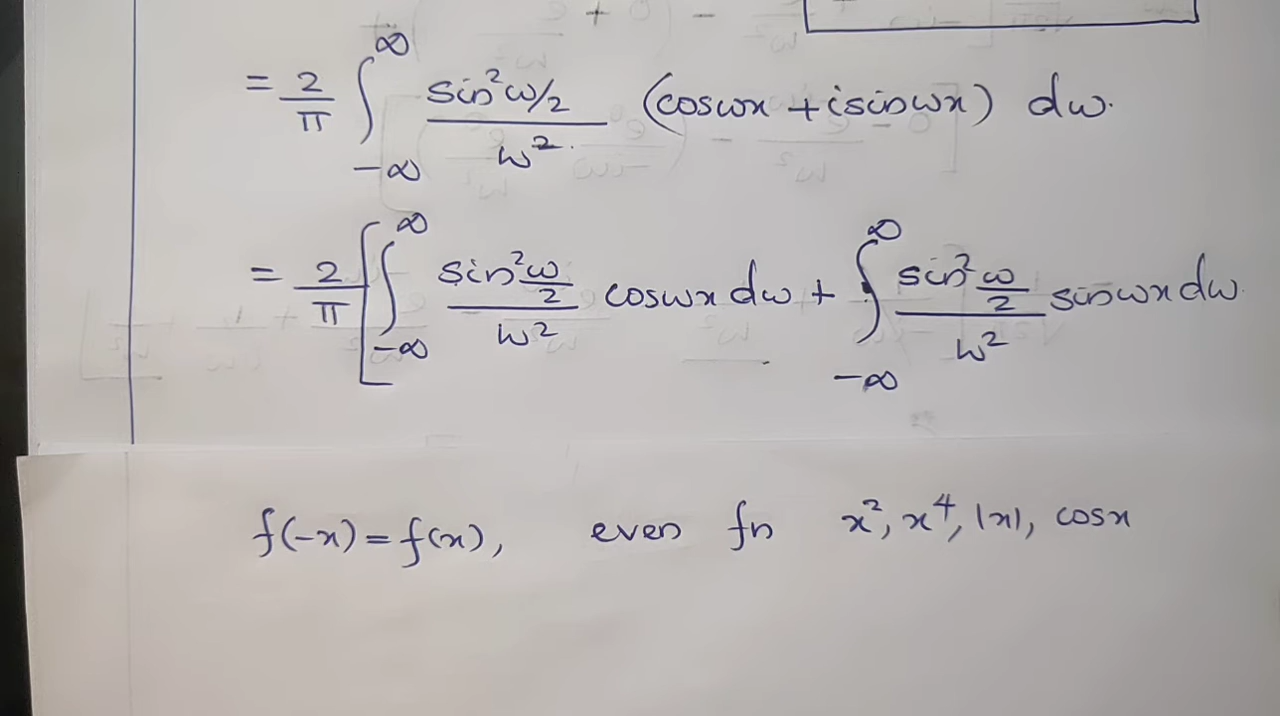 = 2/π ∫_{-∞}^{∞} sin²ω/2 / ω² (cosωx + isinωx) dω.
= 2/π [ ∫_{-∞}^{∞} sin² ω/2 / ω² cosωx dω + ∫_{-∞}^{∞} sin² ω/2 / ω² sinωx dω.
f(-x) = f(x), even fn x², x⁴, |x|, cosx